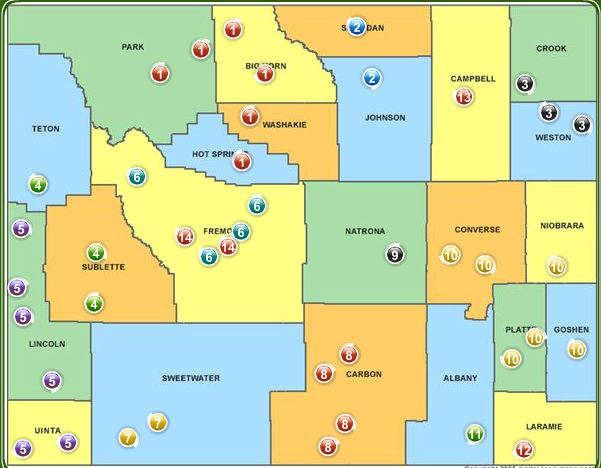 PARK
1
1
1
BIG HORN
1
2
CAMPBELL
13
CROOK
3
TETON
4
1
WASHAKIE
2
JOHNSON
3
WESTON
3
HOT SPRINGS
1
6
5
SUBLETTE
4
4
6
14
6
14
6
NATRONA
9
CONVERSE
10
10
NIOBRARA
10
5
5
LINCOLN
5
SWEETWATER
7
7
8
8
CARBON
8
8
ALBANY
11
10
10
GOSHEN
10
UINTA
5
5
LARAMIE
12